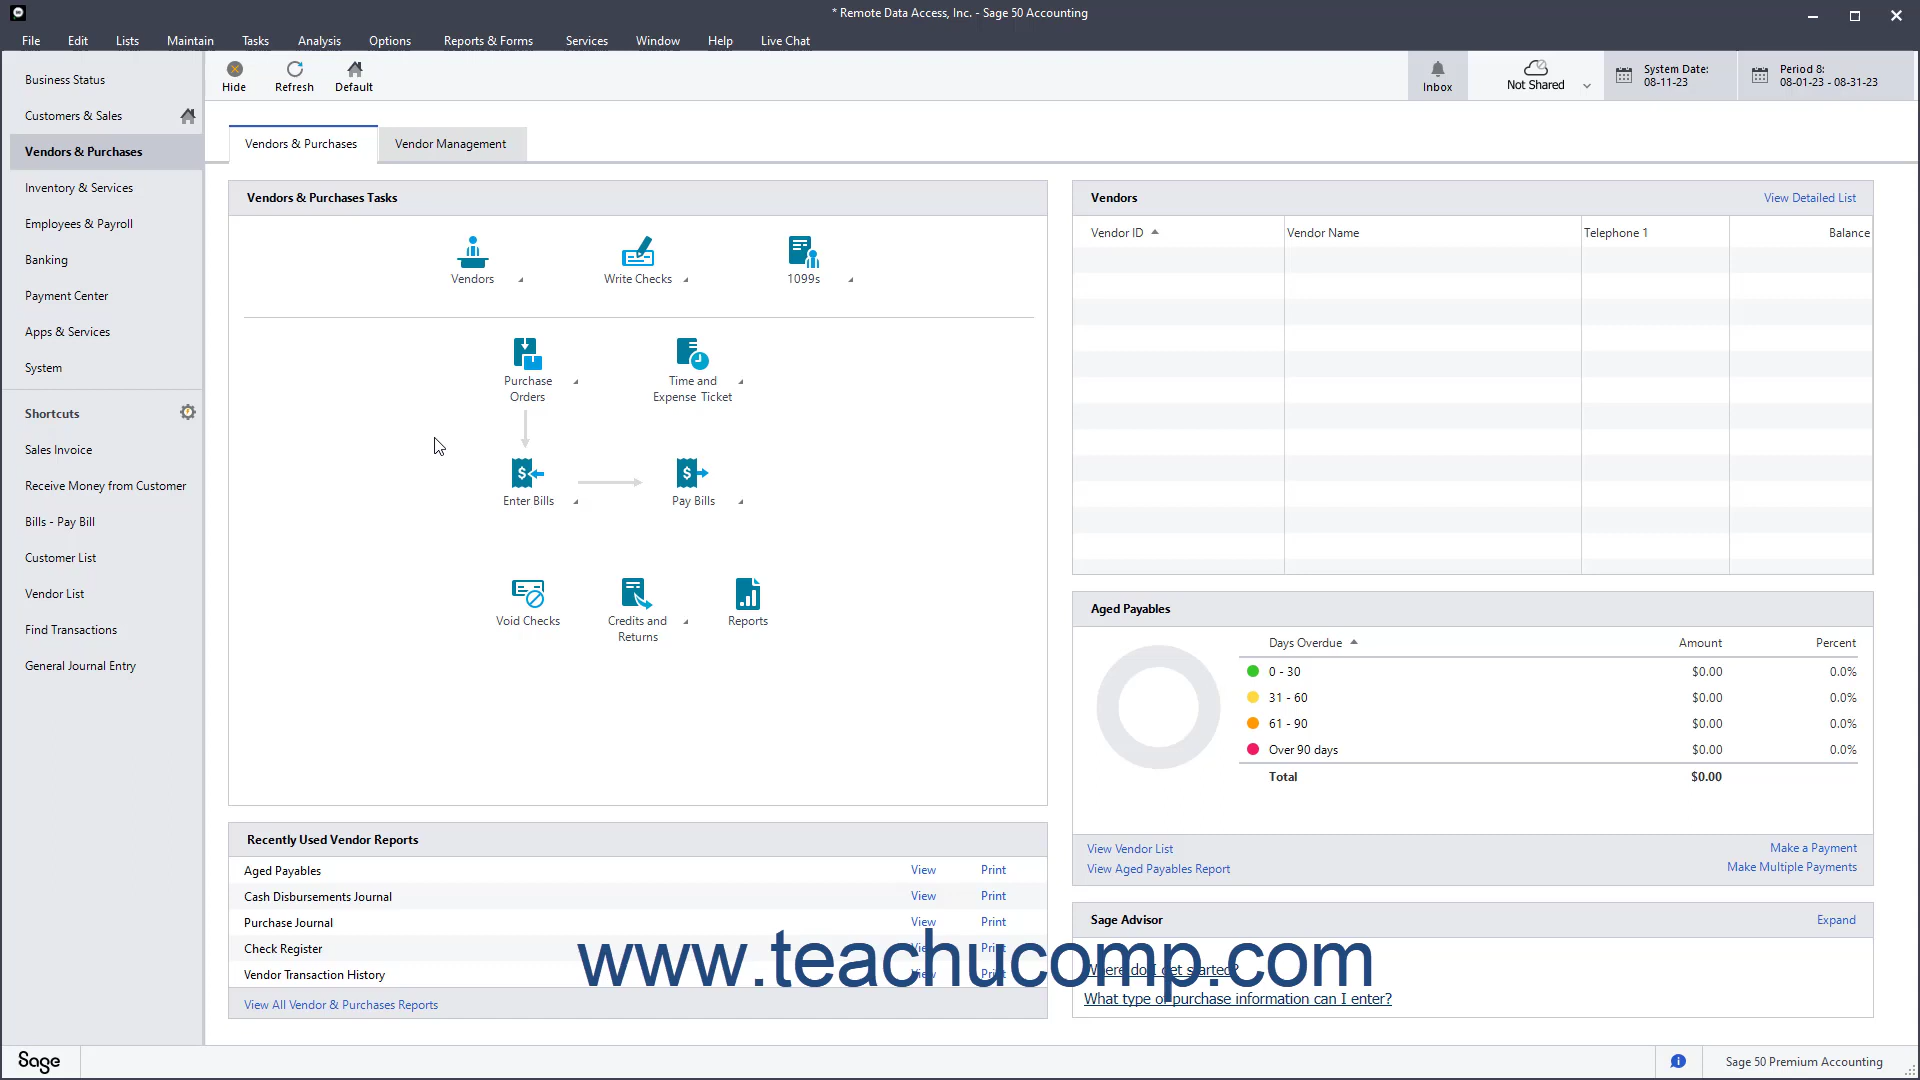 * Remote Data Access, Inc. - Sage 50 Accounting
File Edit Lists Maintain Tasks Analysis Options Reports & Forms Services Window Help Live Chat
Business Status
Customers & Sales
Vendors & Purchases
Inventory & Services
Employees & Payroll
Banking
Payment Center
Apps & Services
System
Shortcuts
Sales Invoice
Receive Money from Customer
Bills - Pay Bill
Customer List
Vendor List
Find Transactions
General Journal Entry
Hide Refresh Default
Inbox
Not Shared
System Date:
08-11-23
Period 8:
08-01-23 - 08-31-23
Vendors & Purchases Vendor Management
Vendors & Purchases Tasks
Vendors Write Checks 1099s
Purchase
Orders
Time and
Expense Ticket
Enter Bills Pay Bills
Void Checks
Credits and
Returns
Reports
Recently Used Vendor Reports
Aged Payables View Print
Cash Disbursements Journal View Print
Purchase Journal View Print
Check Register View Print
Vendor Transaction History View Print
View All Vendor & Purchases Reports
Vendors View Detailed List
Vendor ID Vendor Name Telephone 1 Balance
Aged Payables
Days Overdue Amount Percent
0 - 30 $0.00 0.0%
31 - 60 $0.00 0.0%
61 - 90 $0.00 0.0%
Over 90 days $0.00 0.0%
Total $0.00
View Vendor List Make a Payment
View Aged Payables Report Make Multiple Payments
Sage Advisor Expand
Where do I get started?
What type of purchase information can I enter?
www.teachucomp.com
Sage
Sage 50 Premium Accounting